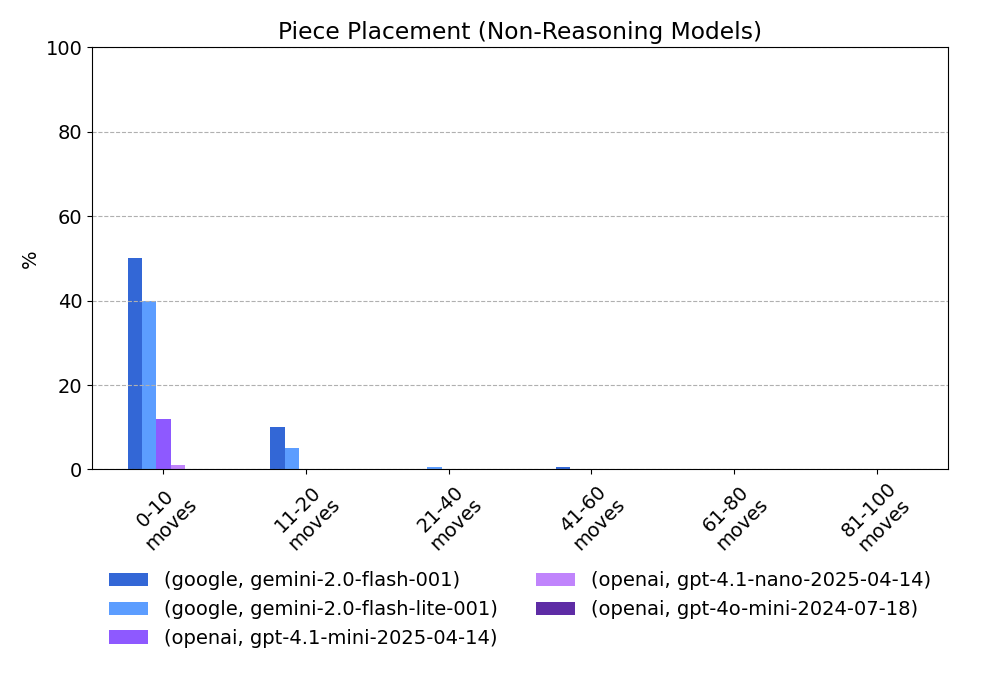 Piece Placement (Non-Reasoning Models)
100
80
60
40
20
0
%
0-10
moves
11-20
moves
21-40
moves
41-60
moves
61-80
moves
81-100
moves
(google, gemini-2.0-flash-001)
(google, gemini-2.0-flash-lite-001)
(openai, gpt-4.1-mini-2025-04-14)
(openai, gpt-4.1-nano-2025-04-14)
(openai, gpt-4o-mini-2024-07-18)